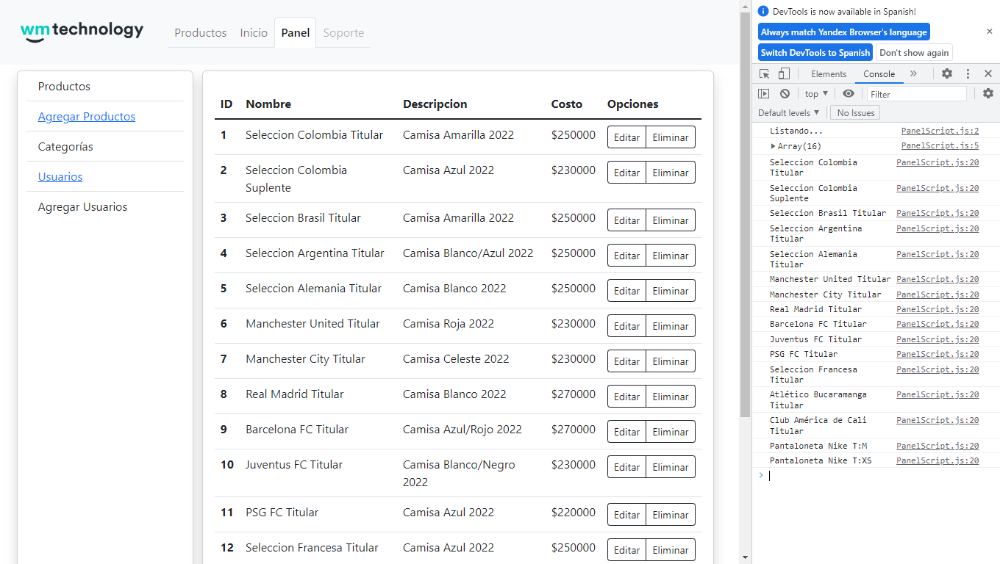 wm technology
Productos Inicio Panel Soporte
Productos
Agregar Productos
Categorías
Usuarios
Agregar Usuarios
ID Nombre Descripcion Costo Opciones
1 Seleccion Colombia Titular Camisa Amarilla 2022 $250000 Editar Eliminar
2 Seleccion Colombia Camisa Azul 2022 $230000 Editar Eliminar
Suplente
3 Seleccion Brasil Titular Camisa Amarilla 2022 $250000 Editar Eliminar
4 Seleccion Argentina Titular Camisa Blanco/Azul 2022 $250000 Editar Eliminar
5 Seleccion Alemania Titular Camisa Blanco 2022 $250000 Editar Eliminar
6 Manchester United Titular Camisa Roja 2022 $230000 Editar Eliminar
7 Manchester City Titular Camisa Celeste 2022 $230000 Editar Eliminar
8 Real Madrid Titular Camisa Blanco 2022 $270000 Editar Eliminar
9 Barcelona FC Titular Camisa Azul/Rojo 2022 $270000 Editar Eliminar
10 Juventus FC Titular Camisa Blanco/Negro $230000 Editar Eliminar
2022
11 PSG FC Titular Camisa Azul 2022 $220000 Editar Eliminar
12 Seleccion Francesa Titular Camisa Azul 2022 $250000 Editar Eliminar
DevTools is now available in Spanish!
Always match Yandex Browser's language
Switch DevTools to Spanish Don't show again
Elements Console
top Filter
Default levels No Issues
Listando... PanelScript.js:2
Array(16) PanelScript.js:5
Seleccion Colombia PanelScript.js:20
Titular
Seleccion Colombia PanelScript.js:20
Suplente
Seleccion Brasil Titular PanelScript.js:20
Seleccion Argentina PanelScript.js:20
Titular
Seleccion Alemania PanelScript.js:20
Titular
Manchester United Titular PanelScript.js:20
Manchester City Titular PanelScript.js:20
Real Madrid Titular PanelScript.js:20
Barcelona FC Titular PanelScript.js:20
Juventus FC Titular PanelScript.js:20
PSG FC Titular PanelScript.js:20
Seleccion Francesa PanelScript.js:20
Titular
Atlético Bucaramanga PanelScript.js:20
Titular
Club América de Cali PanelScript.js:20
Titular
Pantaloneta Nike T:M PanelScript.js:20
Pantaloneta Nike T:XS PanelScript.js:20